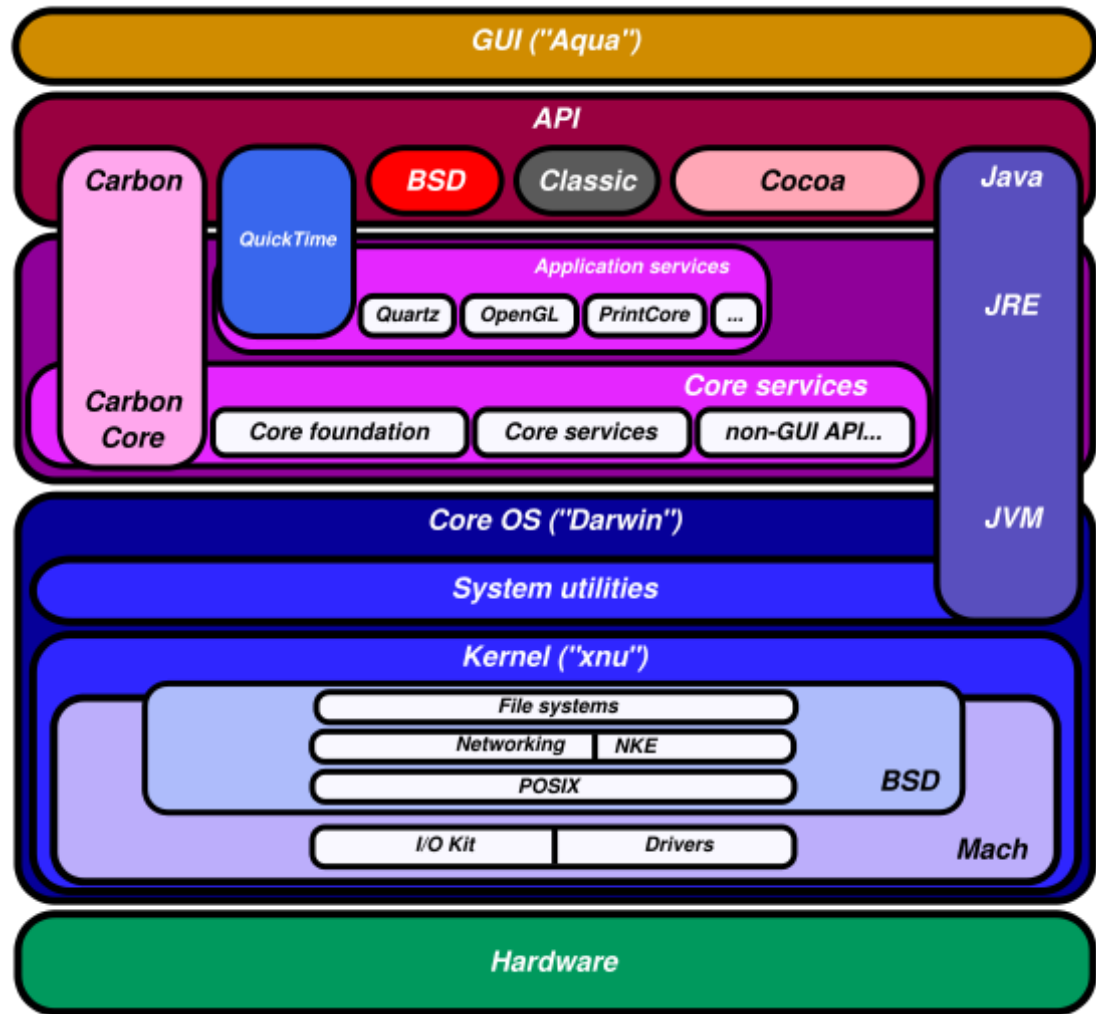 GUI ("Aqua")
API
Carbon
BSD
Classic
Cocoa
Java
QuickTime
Application services
Quartz
OpenGL
PrintCore
...
JRE
Core services
Carbon
Core
Core foundation
Core services
non-GUI API...
Core OS ("Darwin")
JVM
System utilities
Kernel ("xnu")
File systems
Networking
NKE
POSIX
BSD
I/O Kit
Drivers
Mach
Hardware